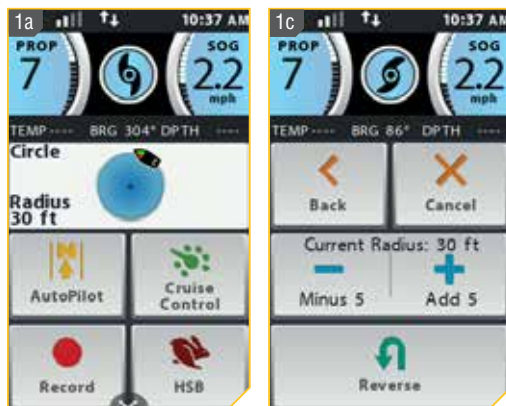 1a
10:37 AM
PROP
7
SOG
2.2
mph
TEMP ---- BRG 304° DPTH ----
Circle
Radius
30 ft
AutoPilot
Cruise
Control
Record
HSB
1c
10:37 AM
PROP
7
SOG
2.2
mph
TEMP ---- BRG 86° DPTH ----
Back
Cancel
Current Radius: 30 ft
Minus 5
Add 5
Reverse